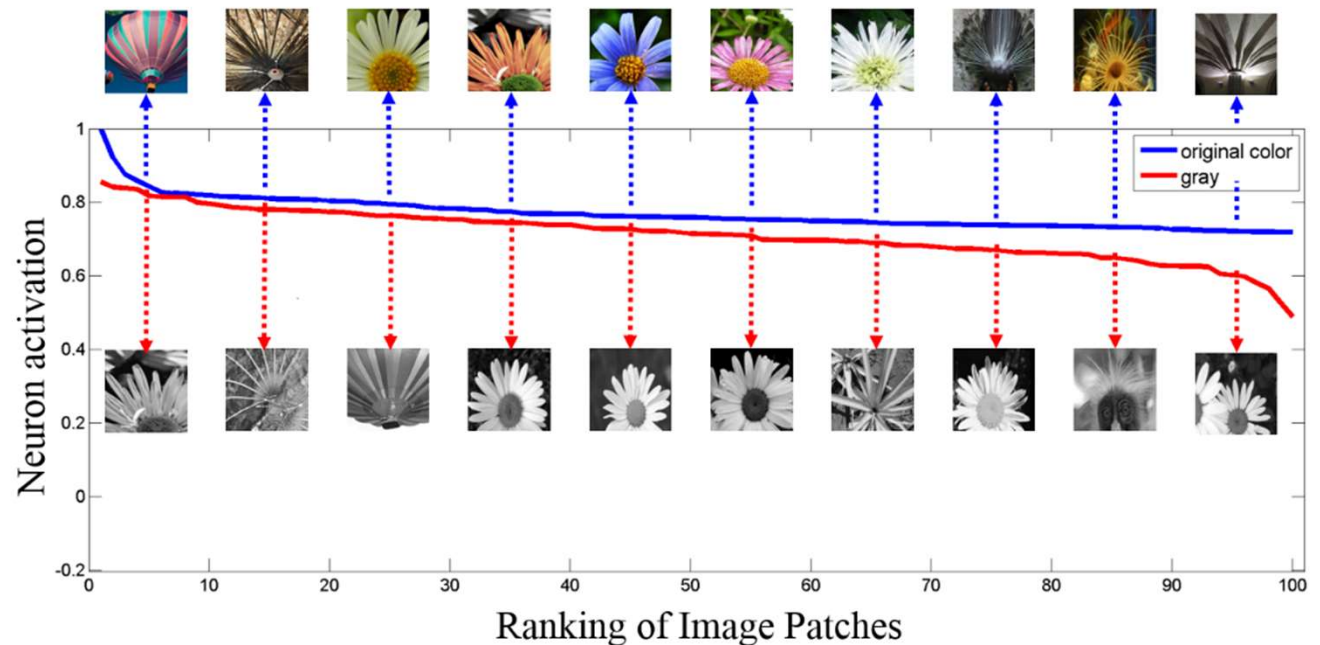 1
0.8
0.6
0.4
0.2
0
-0.2
Neuron activation
original color
gray
0 10 20 30 40 50 60 70 80 90 100
Ranking of Image Patches